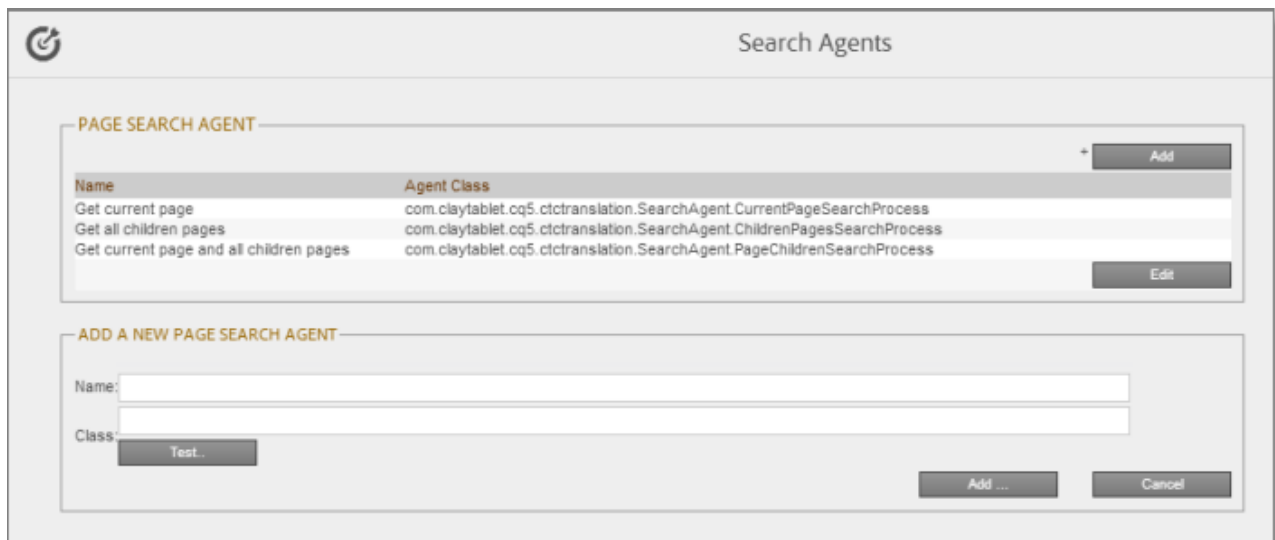 Search Agents
PAGE SEARCH AGENT
+ Add
Name Agent Class
Get current page com.claytablet.cq5.ctctranslation.SearchAgent.CurrentPageSearchProcess
Get all children pages com.claytablet.cq5.ctctranslation.SearchAgent.ChildrenPagesSearchProcess
Get current page and all children pages com.claytablet.cq5.ctctranslation.SearchAgent.PageChildrenSearchProcess
Edit
ADD A NEW PAGE SEARCH AGENT
Name:
Class:
Test..
Add ... Cancel